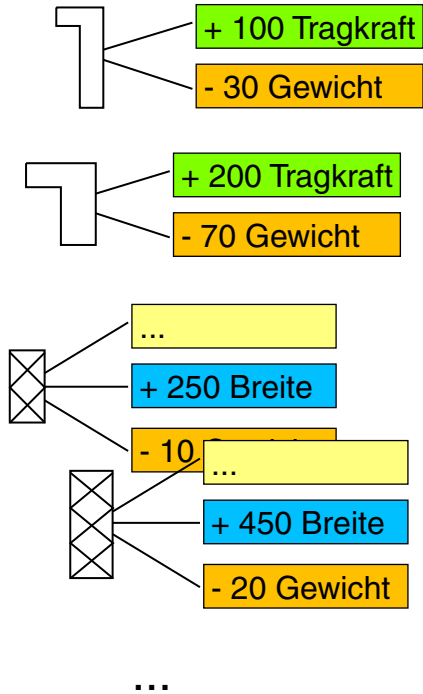 + 100 Tragkraft
- 30 Gewicht
+ 200 Tragkraft
- 70 Gewicht
...
+ 250 Breite
- 10
...
+ 450 Breite
- 20 Gewicht
...